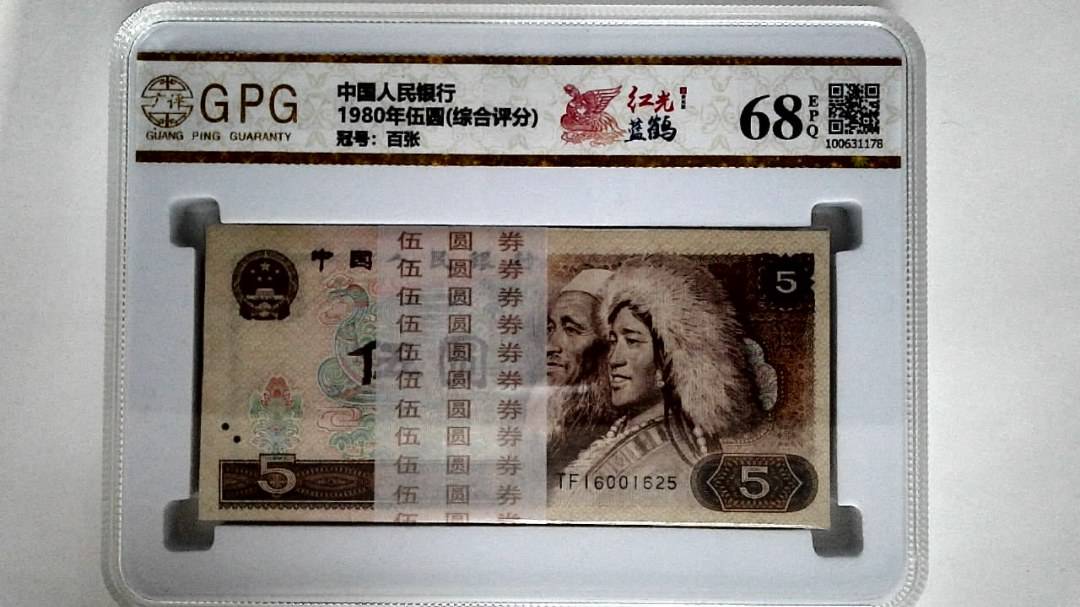 GPG
GUANG PING GUARANTY
中国人民银行
1980年伍圆(综合评分)
冠号：百张
红光
蓝鹤
68
EPQ
100631178
中国人民银行
5
伍 圆 券
伍 圆 券
伍 圆 券
伍 圆 券
伍 圆 券
伍 圆 券
伍 圆 券
伍 圆 券
伍 圆 券
伍 圆 券
伍 圆 券
5
TF16001625
5